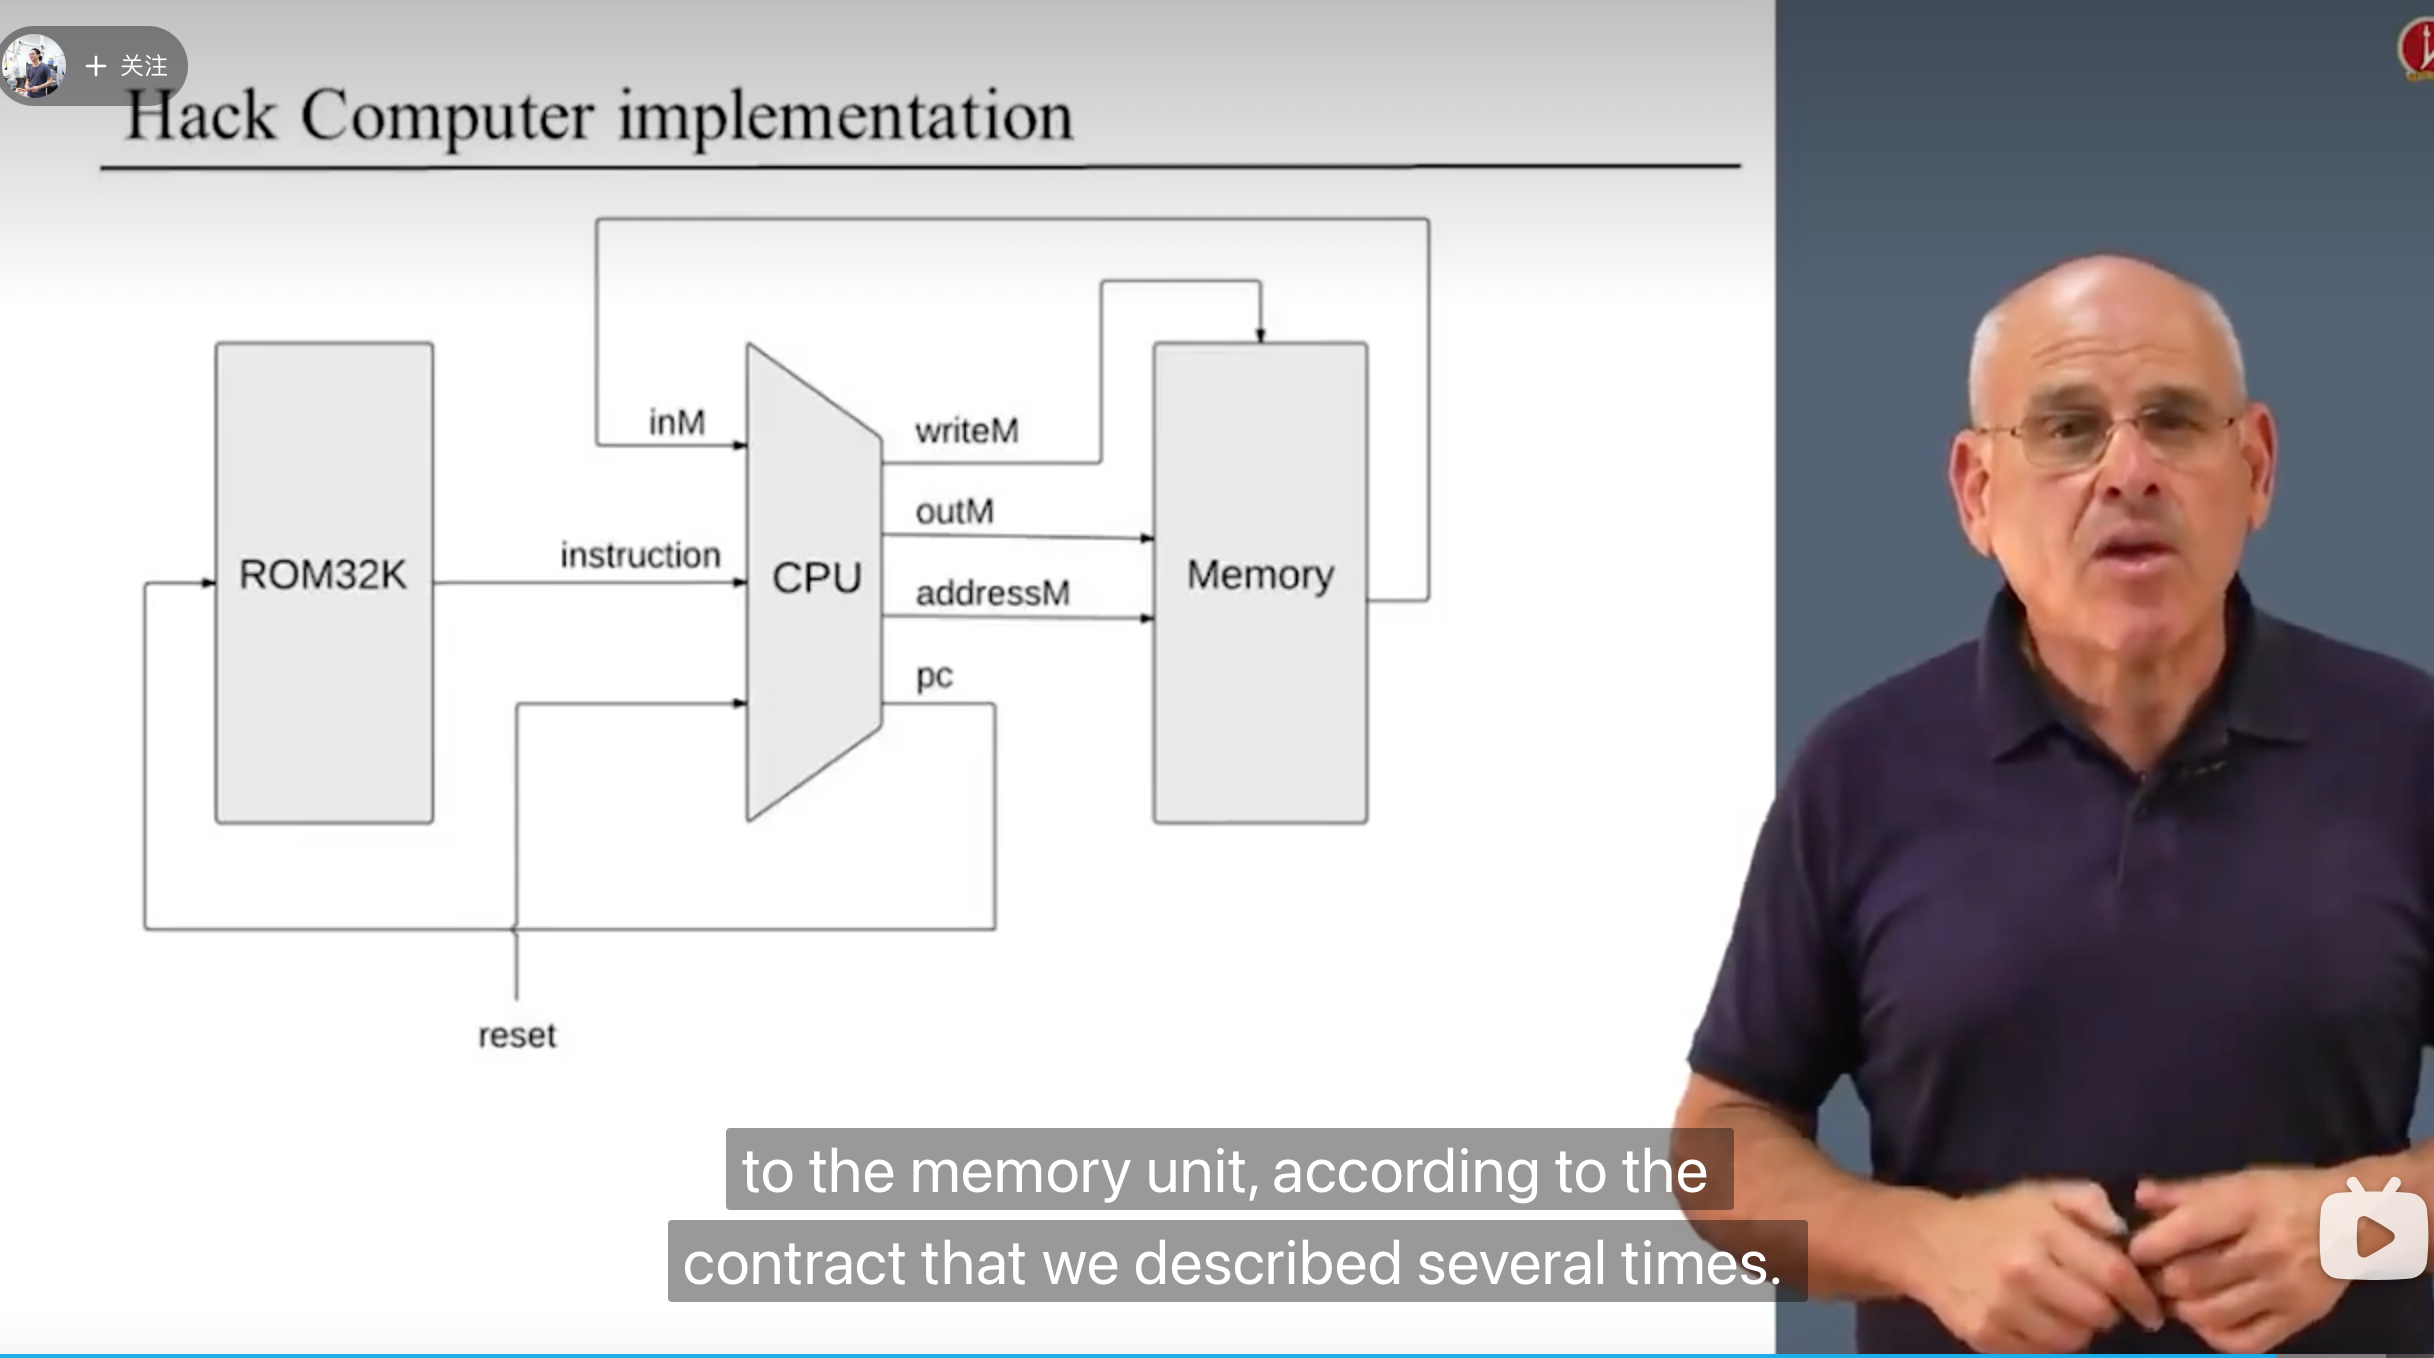 + 关注
Hack Computer implementation
inM
writeM
outM
instruction
ROM32K
CPU
addressM
Memory
pc
reset
to the memory unit, according to the
contract that we described several times.